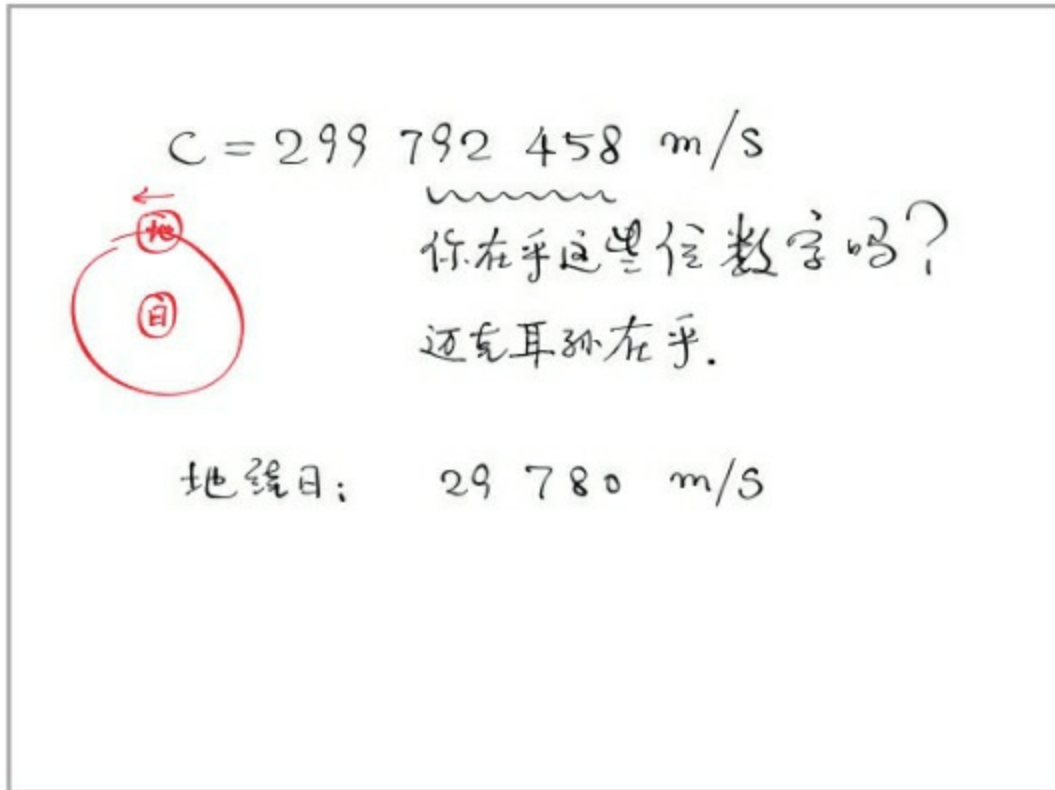 C = 299 792 458 m/s
地
你在乎这些位数字吗?
日
迈克耳孙在乎.
地绕日: 29 780 m/s